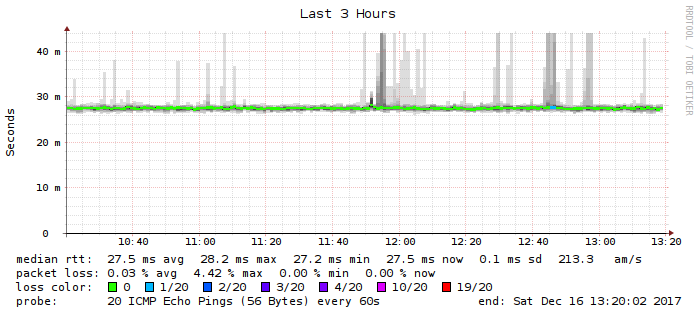 Last 3 Hours
RRDTOOL / TOBI OETIKER
Seconds
40 m
30 m
20 m
10 m
0
10:40 11:00 11:20 11:40 12:00 12:20 12:40 13:00 13:20
median rtt: 27.5 ms avg 28.2 ms max 27.2 ms min 27.5 ms now 0.1 ms sd 213.3 am/s
packet loss: 0.03 % avg 4.42 % max 0.00 % min 0.00 % now
loss color: 0 1/20 2/20 3/20 4/20 10/20 19/20
probe: 20 ICMP Echo Pings (56 Bytes) every 60s end: Sat Dec 16 13:20:02 2017